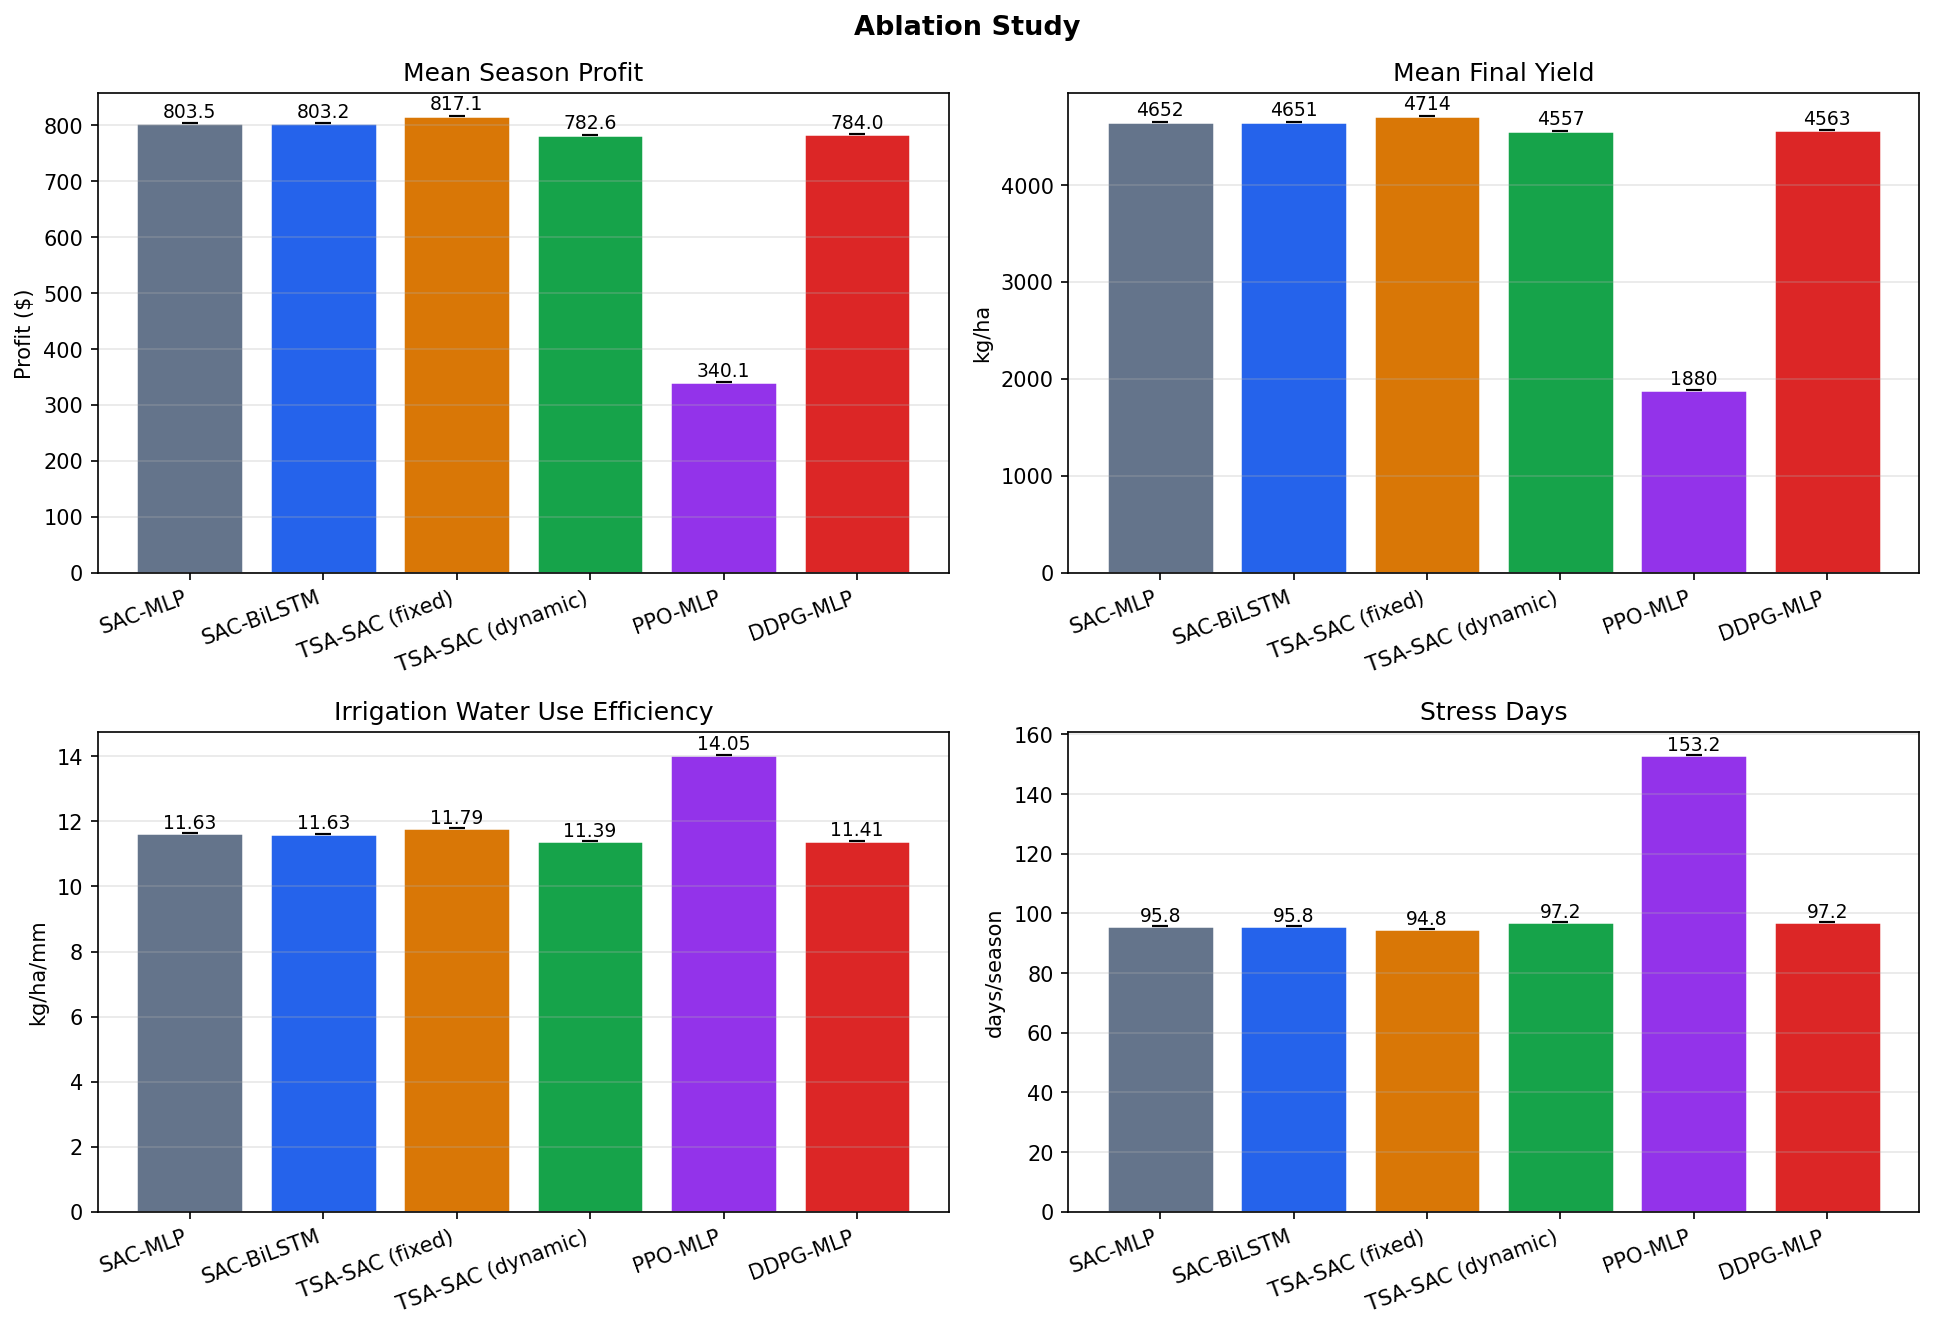 Ablation Study
Mean Season Profit
Profit ($)
0
100
200
300
400
500
600
700
800
803.5
803.2
817.1
782.6
340.1
784.0
SAC-MLP
SAC-BiLSTM
TSA-SAC (fixed)
TSA-SAC (dynamic)
PPO-MLP
DDPG-MLP
Mean Final Yield
kg/ha
0
1000
2000
3000
4000
4652
4651
4714
4557
1880
4563
SAC-MLP
SAC-BiLSTM
TSA-SAC (fixed)
TSA-SAC (dynamic)
PPO-MLP
DDPG-MLP
Irrigation Water Use Efficiency
kg/ha/mm
0
2
4
6
8
10
12
14
11.63
11.63
11.79
11.39
14.05
11.41
SAC-MLP
SAC-BiLSTM
TSA-SAC (fixed)
TSA-SAC (dynamic)
PPO-MLP
DDPG-MLP
Stress Days
days/season
0
20
40
60
80
100
120
140
160
95.8
95.8
94.8
97.2
153.2
97.2
SAC-MLP
SAC-BiLSTM
TSA-SAC (fixed)
TSA-SAC (dynamic)
PPO-MLP
DDPG-MLP